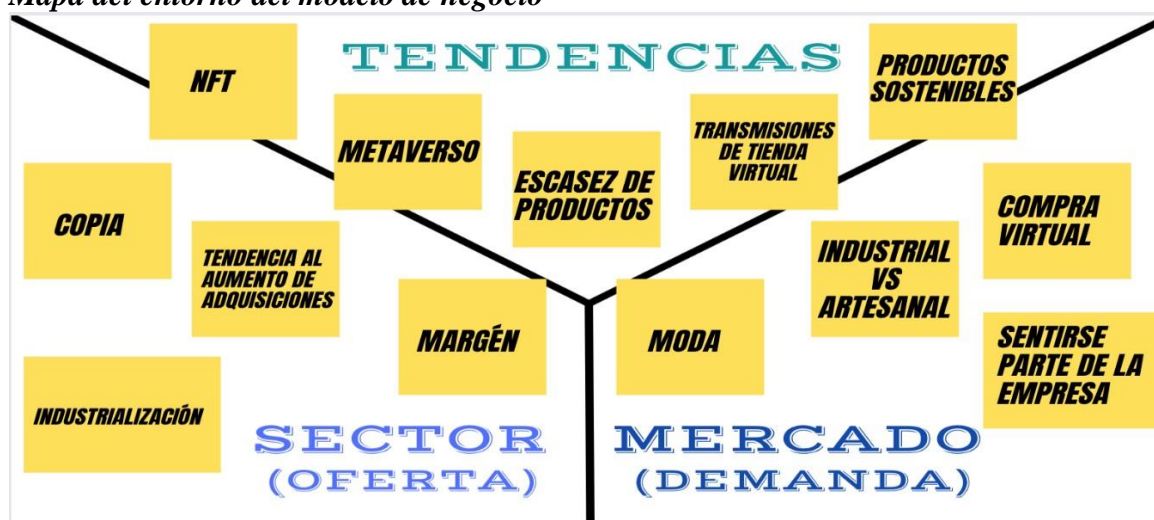 Mapa del entorno del modelo de negocio
TENDENCIAS
NFT
METAVERSO
ESCASEZ DE
PRODUCTOS
TRANSMISIONES
DE TIENDA
VIRTUAL
PRODUCTOS
SOSTENIBLES
COPIA
TENDENCIA AL
AUMENTO DE
ADQUISICIONES
MARGÉN
INDUSTRIALIZACIÓN
SECTOR
(OFERTA)
MODA
INDUSTRIAL
VS
ARTESANAL
COMPRA
VIRTUAL
SENTIRSE
PARTE DE LA
EMPRESA
MERCADO
(DEMANDA)